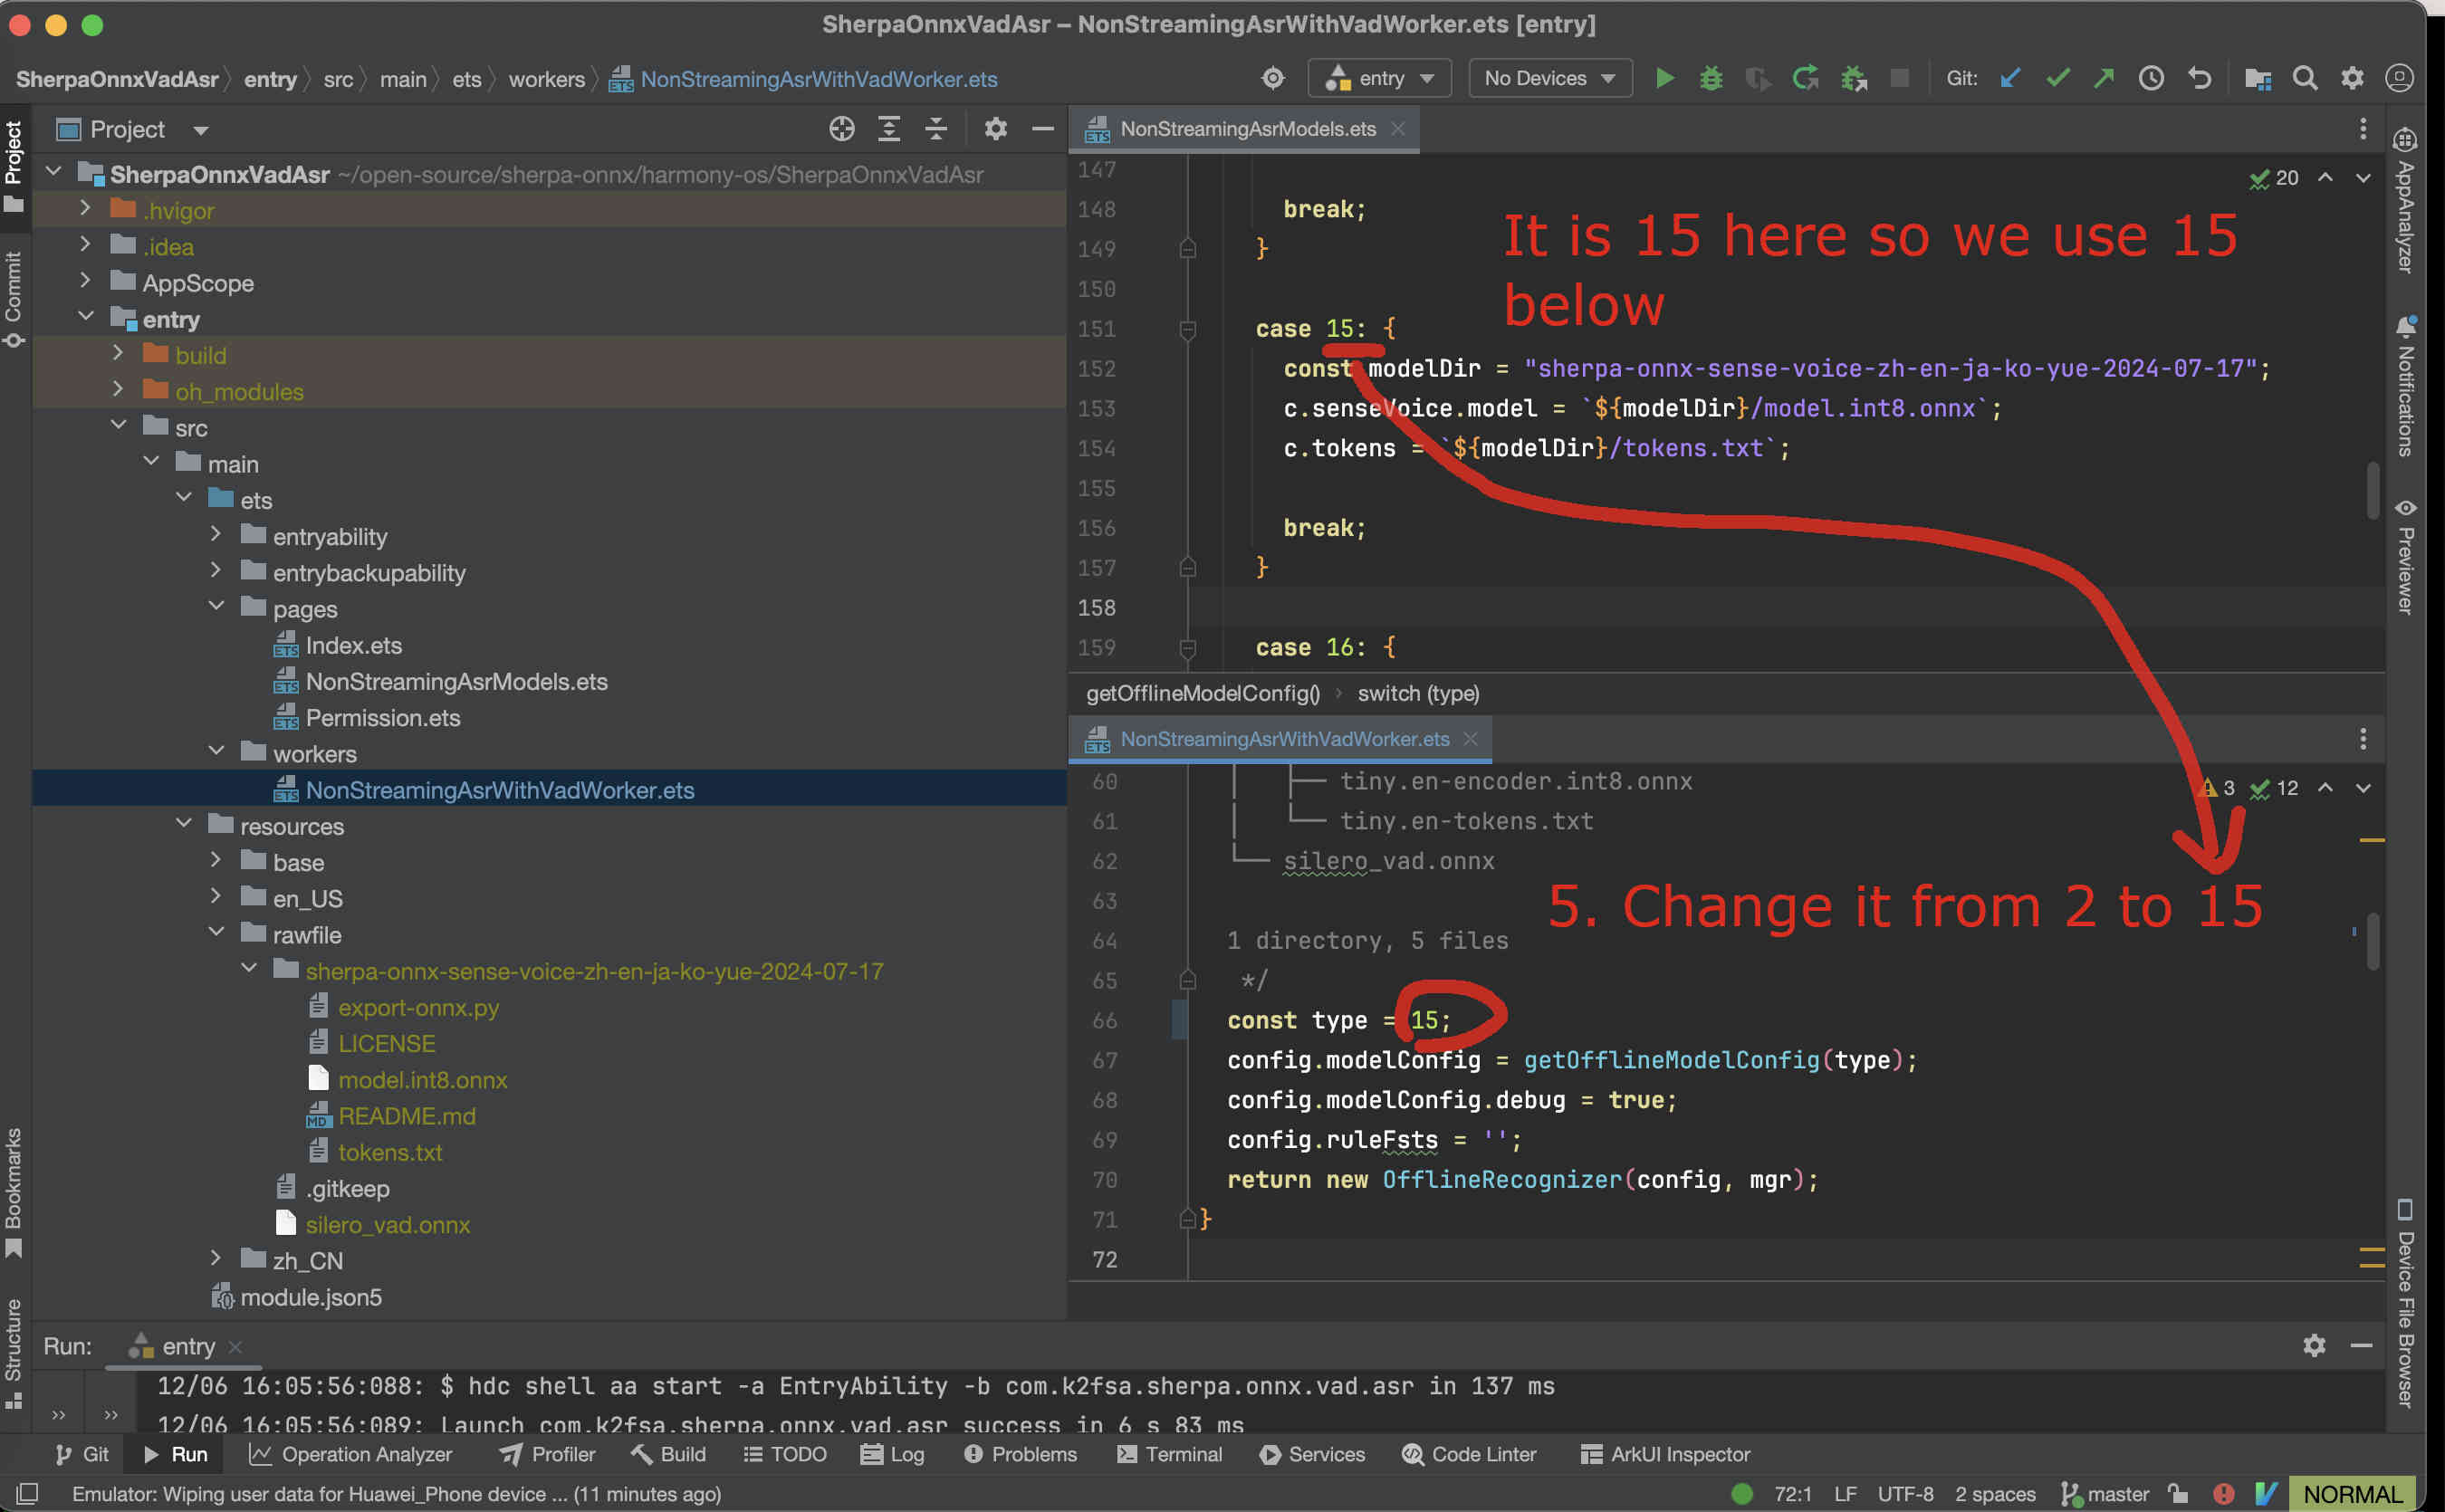 SherpaOnnxVadAsr – NonStreamingAsrWithVadWorker.ets [entry]
SherpaOnnxVadAsr entry src main ets workers NonStreamingAsrWithVadWorker.ets
entry No Devices Git:
Project
SherpaOnnxVadAsr ~/open-source/sherpa-onnx/harmony-os/SherpaOnnxVadAsr
.hvigor
.idea
AppScope
entry
build
oh_modules
src
main
ets
entryability
entrybackupability
pages
Index.ets
NonStreamingAsrModels.ets
Permission.ets
workers
NonStreamingAsrWithVadWorker.ets
resources
base
en_US
rawfile
sherpa-onnx-sense-voice-zh-en-ja-ko-yue-2024-07-17
export-onnx.py
LICENSE
model.int8.onnx
README.md
tokens.txt
.gitkeep
silero_vad.onnx
zh_CN
module.json5
Project
Commit
Bookmarks
Structure
NonStreamingAsrModels.ets
20
147
148 break;
149 }
150
151 case 15: {
152 const modelDir = "sherpa-onnx-sense-voice-zh-en-ja-ko-yue-2024-07-17";
153 c.senseVoice.model = `${modelDir}/model.int8.onnx`;
154 c.tokens = `${modelDir}/tokens.txt`;
155
156 break;
157 }
158
159 case 16: {
It is 15 here so we use 15
below
getOfflineModelConfig() › switch (type)
NonStreamingAsrWithVadWorker.ets
3 12
60 ├── tiny.en-encoder.int8.onnx
61 └── tiny.en-tokens.txt
62 └── silero_vad.onnx
63
64 1 directory, 5 files
65 */
66 const type = 15;
67 config.modelConfig = getOfflineModelConfig(type);
68 config.modelConfig.debug = true;
69 config.ruleFsts = '';
70 return new OfflineRecognizer(config, mgr);
71 }
72
5. Change it from 2 to 15
AppAnalyzer
Notifications
Previewer
Device File Browser
Run: entry
12/06 16:05:56:088: $ hdc shell aa start -a EntryAbility -b com.k2fsa.sherpa.onnx.vad.asr in 137 ms
12/06 16:05:56:089: Launch com.k2fsa.sherpa.onnx.vad.asr success in 6 s 83 ms
Git Run Operation Analyzer Profiler Build TODO Log Problems Terminal Services Code Linter ArkUI Inspector
Emulator: Wiping user data for Huawei_Phone device ... (11 minutes ago) 72:1 LF UTF-8 2 spaces master NORMAL